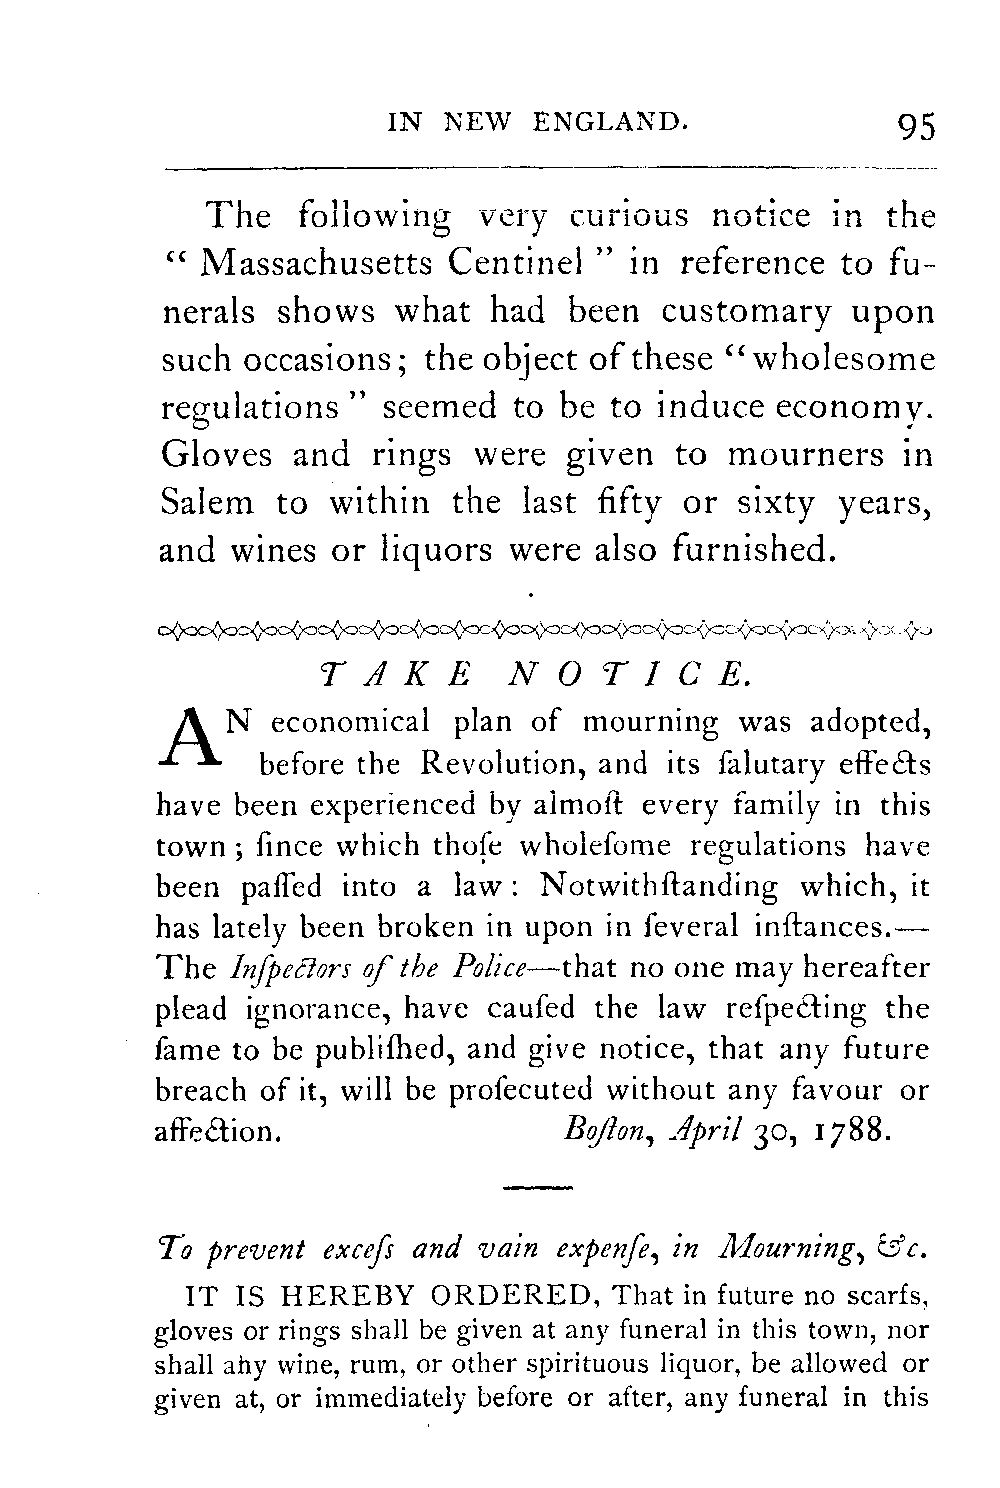 IN NEW ENGLAND. 95
The following very curious notice in the
“ Massachusetts Centinel ” in reference to fu-
nerals shows what had been customary upon
such occasions; the object of these “wholesome
regulations ” seemed to be to induce economy.
Gloves and rings were given to mourners in
Salem to within the last fifty or sixty years,
and wines or liquors were also furnished.
TAKE NOTICE.
AN economical plan of mourning was adopted,
before the Revolution, and its ſalutary effects
have been experienced by almoſt every family in this
town; ſince which thoſe wholeſome regulations have
been paſſed into a law: Notwithſtanding which, it
has lately been broken in upon in ſeveral inſtances.—
The Inſpectors of the Police—that no one may hereafter
plead ignorance, have cauſed the law reſpecting the
ſame to be publiſhed, and give notice, that any future
breach of it, will be proſecuted without any favour or
affection. Boſton, April 30, 1788.
To prevent exceſs and vain expenſe, in Mourning, &c.
IT IS HEREBY ORDERED, That in future no scarfs,
gloves or rings shall be given at any funeral in this town, nor
shall any wine, rum, or other spirituous liquor, be allowed or
given at, or immediately before or after, any funeral in this